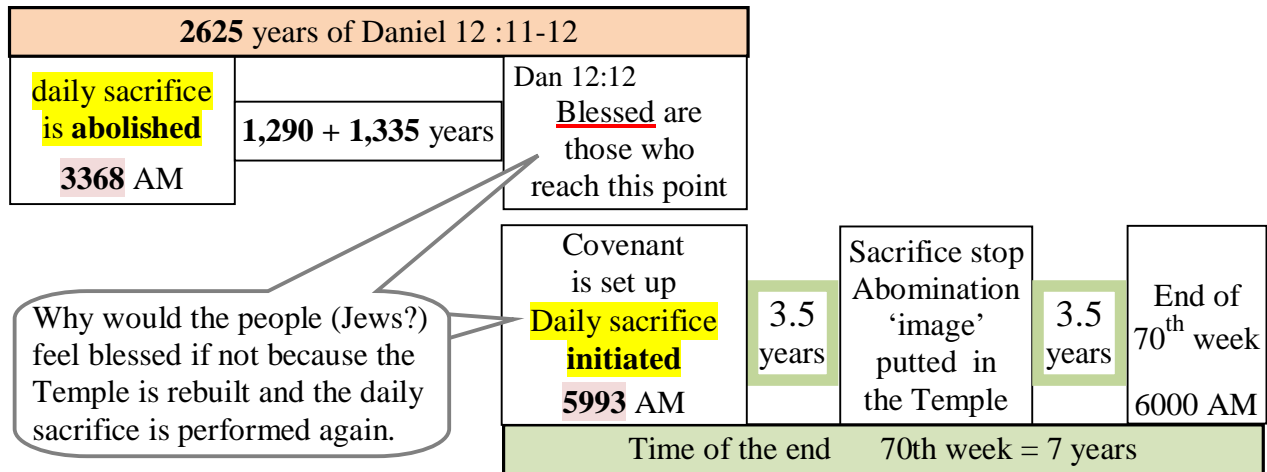 2625 years of Daniel 12 :11-12
daily sacrifice
is abolished
3368 AM
1,290 + 1,335 years
Dan 12:12
Blessed are
those who
reach this point
Why would the people (Jews?)
feel blessed if not because the
Temple is rebuilt and the daily
sacrifice is performed again.
Covenant
is set up
Daily sacrifice
initiated
5993 AM
3.5
years
Sacrifice stop
Abomination
‘image’
putted in
the Temple
3.5
years
End of
70th week
6000 AM
Time of the end 70th week = 7 years